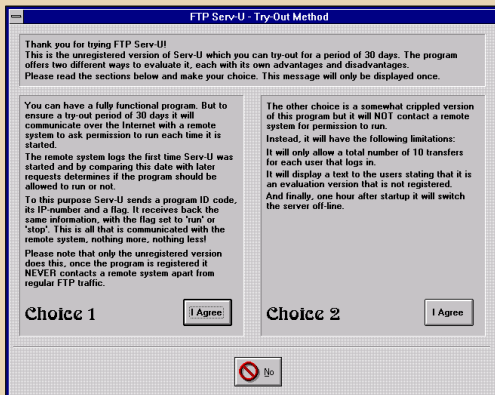 FTP Serv-U - Try-Out Method
Thank you for trying FTP Serv-U!
This is the unregistered version of Serv-U which you can try-out for a period of 30 days. The program
offers two different ways to evaluate it, each with its own advantages and disadvantages.
Please read the sections below and make your choice. This message will only be displayed once.
You can have a fully functional program. But to
ensure a try-out period of 30 days it will
communicate over the Internet with a remote
system to ask permission to run each time it is
started.
The remote system logs the first time Serv-U was
started and by comparing this date with later
requests determines if the program should be
allowed to run or not.
To this purpose Serv-U sends a program ID code,
its IP-number and a flag. It receives back the
same information, with the flag set to 'run' or
'stop'. This is all that is communicated with the
remote system, nothing more, nothing less!
Please note that only the unregistered version
does this, once the program is registered it
NEVER contacts a remote system apart from
regular FTP traffic.
Choice 1
I Agree
The other choice is a somewhat crippled version
of this program but it will NOT contact a remote
system for permission to run.
Instead, it will have the following limitations:
It will only allow a total number of 10 transfers
for each user that logs in.
It will display a text to the users stating that it is
an evaluation version that is not registered.
And finally, one hour after startup it will switch
the server off-line.
Choice 2
I Agree
No